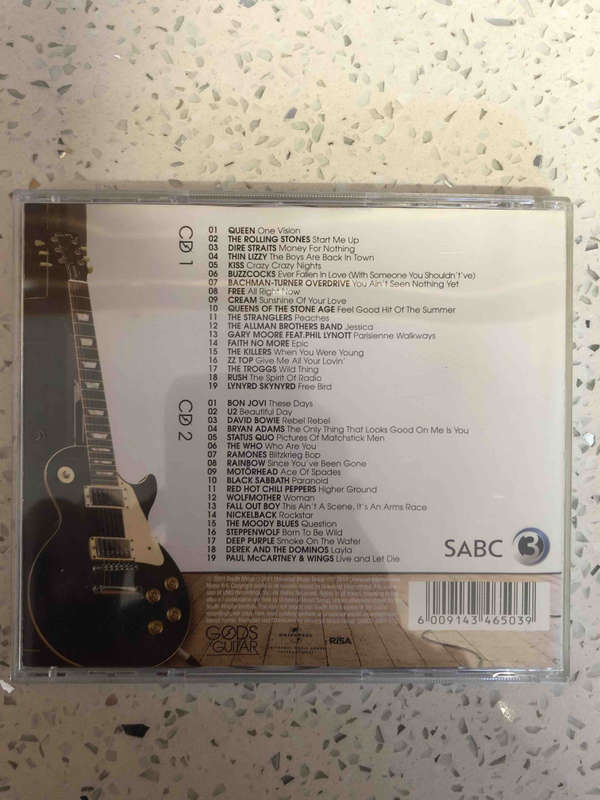 CD 1
01 QUEEN One Vision
02 THE ROLLING STONES Start Me Up
03 DIRE STRAITS Money For Nothing
04 THIN LIZZY The Boys Are Back In Town
05 KISS Crazy Crazy Nights
06 BUZZCOCKS Ever Fallen In Love (With Someone You Shouldn't've)
07 BACHMAN-TURNER OVERDRIVE You Ain't Seen Nothing Yet
08 FREE All Right Now
09 CREAM Sunshine Of Your Love
10 QUEENS OF THE STONE AGE Feel Good Hit Of The Summer
11 THE STRANGLERS Peaches
12 THE ALLMAN BROTHERS BAND Jessica
13 GARY MOORE FEAT.PHIL LYNOTT Parisienne Walkways
14 FAITH NO MORE Epic
15 THE KILLERS When You Were Young
16 ZZ TOP Give Me All Your Lovin'
17 THE TROGGS Wild Thing
18 RUSH The Spirit Of Radio
19 LYNYRD SKYNYRD Free Bird
CD 2
01 BON JOVI These Days
02 U2 Beautiful Day
03 DAVID BOWIE Rebel Rebel
04 BRYAN ADAMS The Only Thing That Looks Good On Me Is You
05 STATUS QUO Pictures Of Matchstick Men
06 THE WHO Who Are You
07 RAMONES Blitzkrieg Bop
08 RAINBOW Since You've Been Gone
09 MOTÖRHEAD Ace Of Spades
10 BLACK SABBATH Paranoid
11 RED HOT CHILI PEPPERS Higher Ground
12 WOLFMOTHER Woman
13 FALL OUT BOY This Ain't A Scene, It's An Arms Race
14 NICKELBACK Rockstar
15 THE MOODY BLUES Question
16 STEPPENWOLF Born To Be Wild
17 DEEP PURPLE Smoke On The Water
18 DEREK AND THE DOMINOS Layla
19 PAUL McCARTNEY & WINGS Live and Let Die
SABC 3
6 009143 465039
GODS OF GUITAR
UNIVERSAL
RiSA